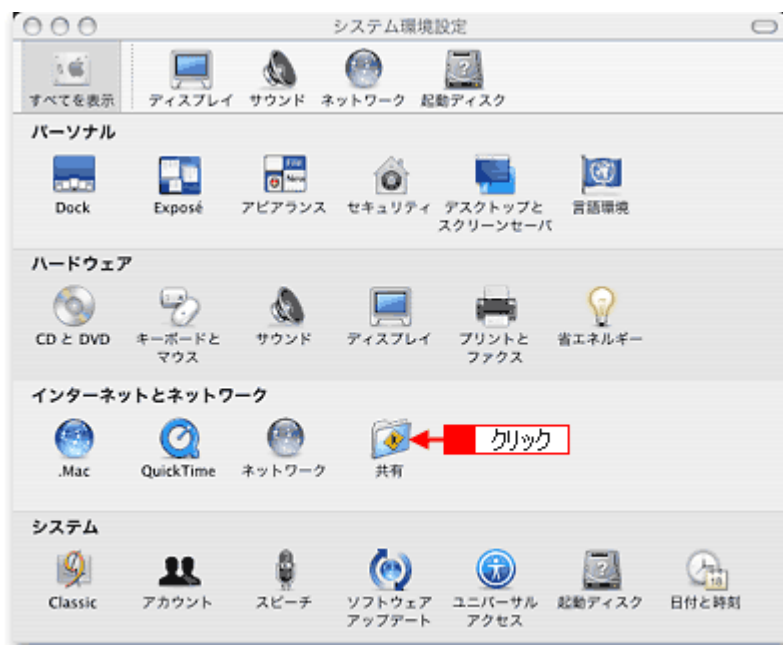 システム環境設定
すべてを表示 ディスプレイ サウンド ネットワーク 起動ディスク
パーソナル
Dock Exposé アピアランス セキュリティ デスクトップと 言語環境
スクリーンセーバ
ハードウェア
CD と DVD キーボードと サウンド ディスプレイ プリントと 省エネルギー
マウス ファクス
インターネットとネットワーク
クリック
.Mac QuickTime ネットワーク 共有
システム
Classic アカウント スピーチ ソフトウェア ユニバーサル 起動ディスク 日付と時刻
アップデート アクセス